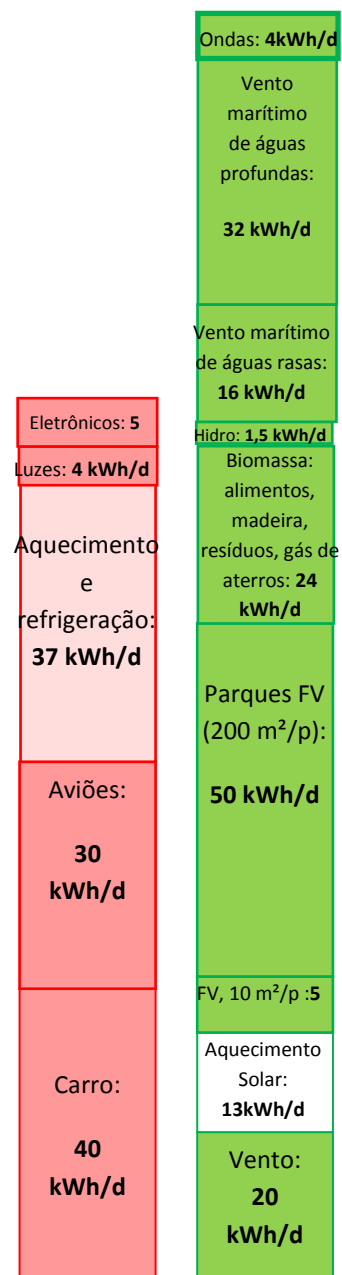 Eletrônicos: 5
Luzes: 4 kWh/d
Aquecimento
e
refrigeração:
37 kWh/d
Aviões:
30
kWh/d
Carro:
40
kWh/d
Ondas: 4kWh/d
Vento
marítimo
de águas
profundas:
32 kWh/d
Vento marítimo
de águas rasas:
16 kWh/d
Hidro: 1,5 kWh/d
Biomassa:
alimentos,
madeira,
resíduos, gás de
aterros: 24
kWh/d
Parques FV
(200 m²/p):
50 kWh/d
FV, 10 m²/p :5
Aquecimento
Solar:
13kWh/d
Vento:
20
kWh/d